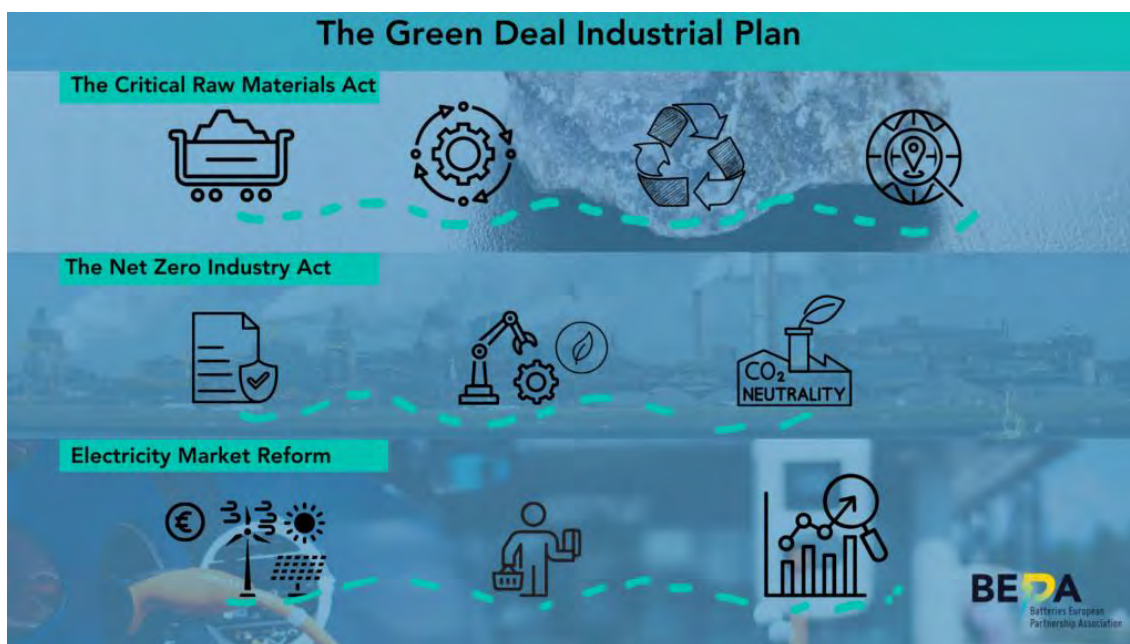 The Green Deal Industrial Plan
The Critical Raw Materials Act
The Net Zero Industry Act
CO₂
NEUTRALITY
Electricity Market Reform
€
BEPA
Batteries European
Partnership Association